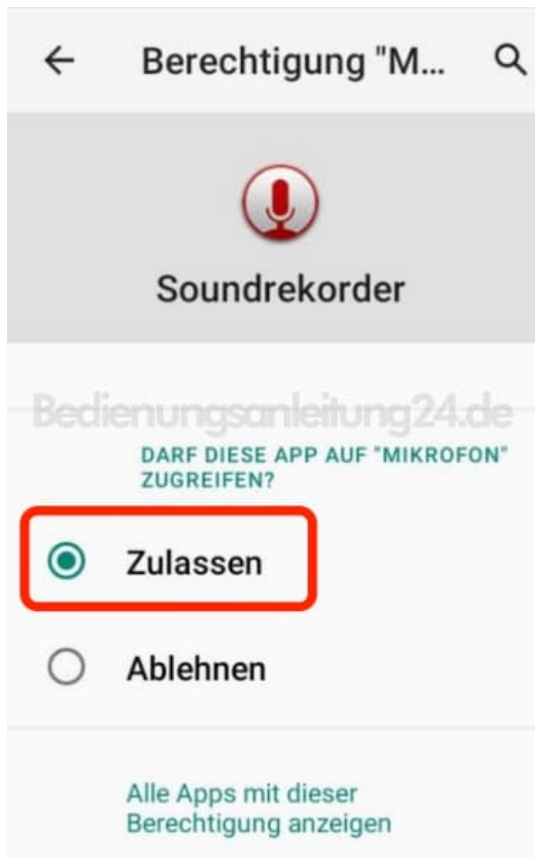 Berechtigung "M...
Soundrekorder
Bedienungsanleitung24.de
DARF DIESE APP AUF "MIKROFON"
ZUGREIFEN?
Zulassen
Ablehnen
Alle Apps mit dieser
Berechtigung anzeigen